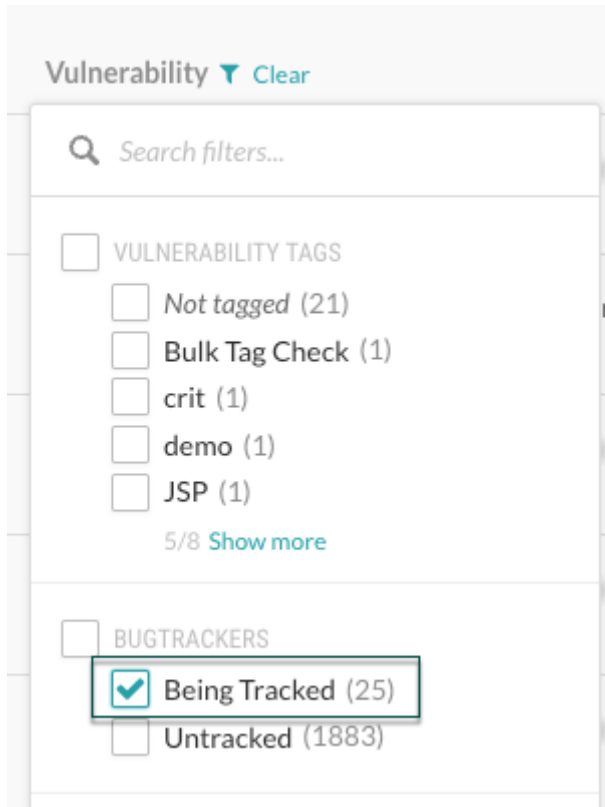 Vulnerability Clear
Search filters...
VULNERABILITY TAGS
Not tagged (21)
Bulk Tag Check (1)
crit (1)
demo (1)
JSP (1)
5/8 Show more
BUGTRACKERS
Being Tracked (25)
Untracked (1883)